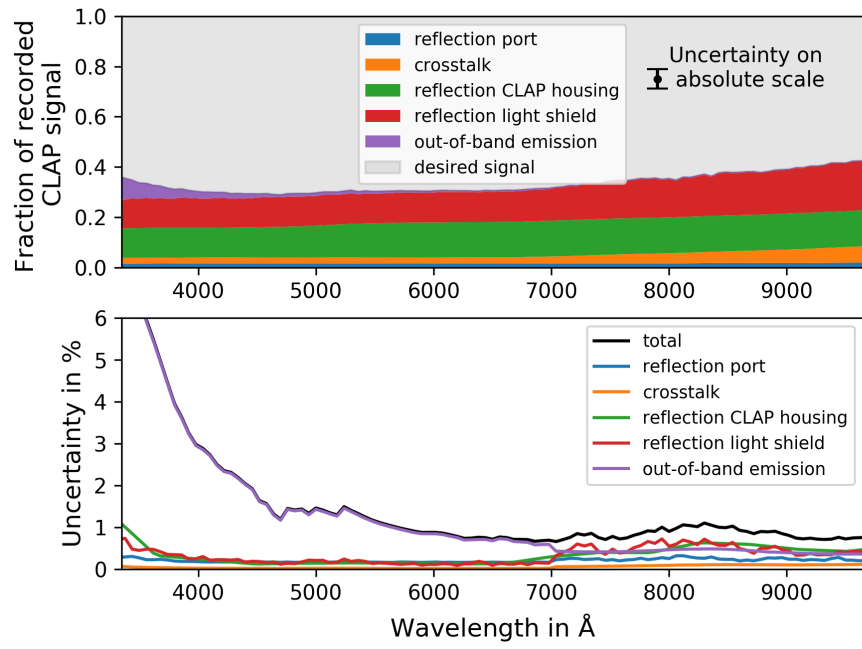 Fraction of recorded
CLAP signal
1.0
0.8
0.6
0.4
0.2
0.0
reflection port
crosstalk
reflection CLAP housing
reflection light shield
out-of-band emission
desired signal
Uncertainty on
absolute scale
4000 5000 6000 7000 8000 9000
Uncertainty in %
6
5
4
3
2
1
0
total
reflection port
crosstalk
reflection CLAP housing
reflection light shield
out-of-band emission
4000 5000 6000 7000 8000 9000
Wavelength in Å